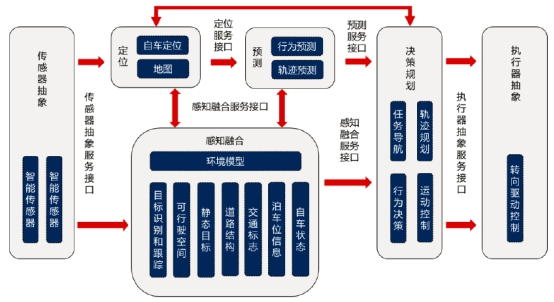 传感器抽象
智能传感器
智能传感器
传感器抽象服务接口
定位
自车定位
地图
定位
服务
接口
预测
行为预测
轨迹预测
预测
服务
接口
感知融合服务接口
感知融合
环境模型
目标识别和跟踪
可行驶空间
静态目标
道路结构
交通标志
泊车位信息
自车状态
感知
融合
服务
接口
决策规划
任务导航
轨迹规划
行为决策
运动控制
执行器抽象服务接口
执行器抽象
转向驱动控制